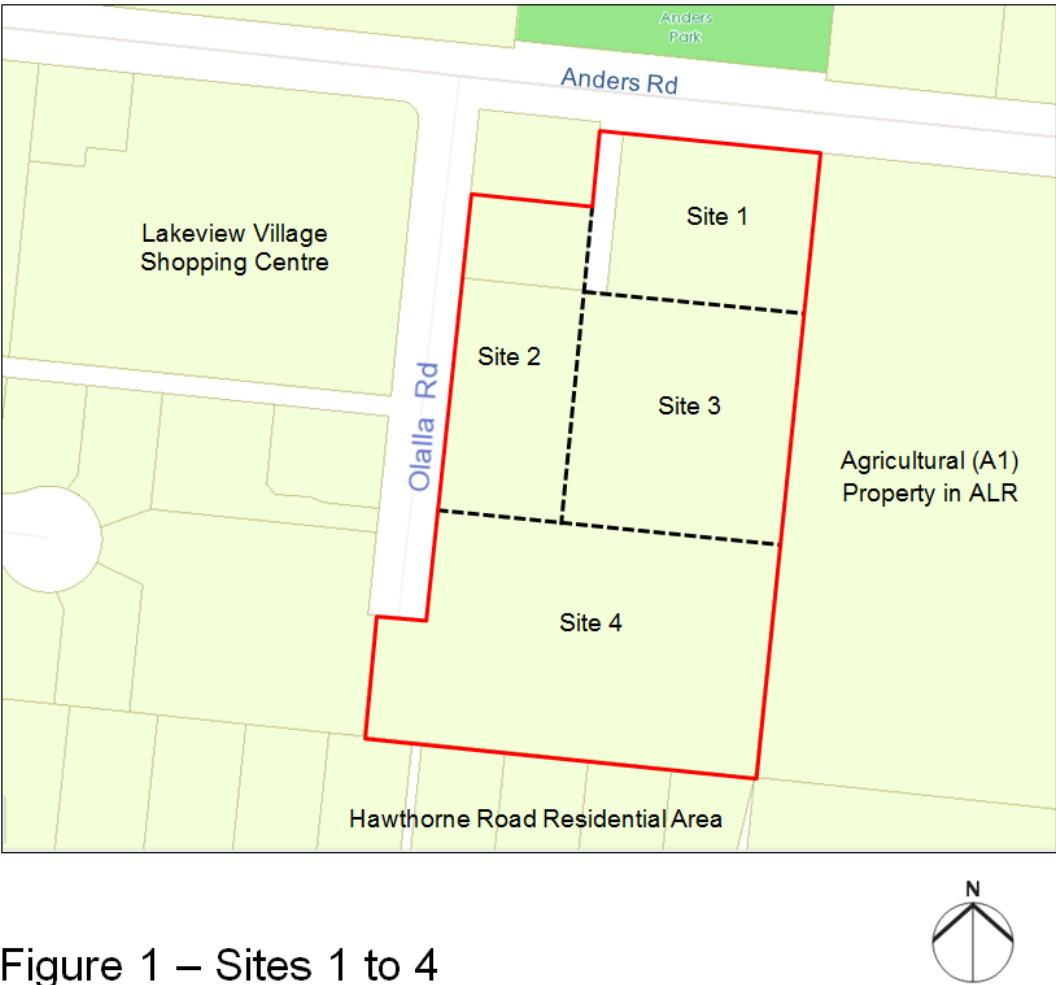 Anders
Park
Anders Rd
Site 1
Lakeview Village
Shopping Centre
Site 2
Olalla Rd
Site 3
Agricultural (A1)
Property in ALR
Site 4
Hawthorne Road Residential Area
N
Figure 1 – Sites 1 to 4